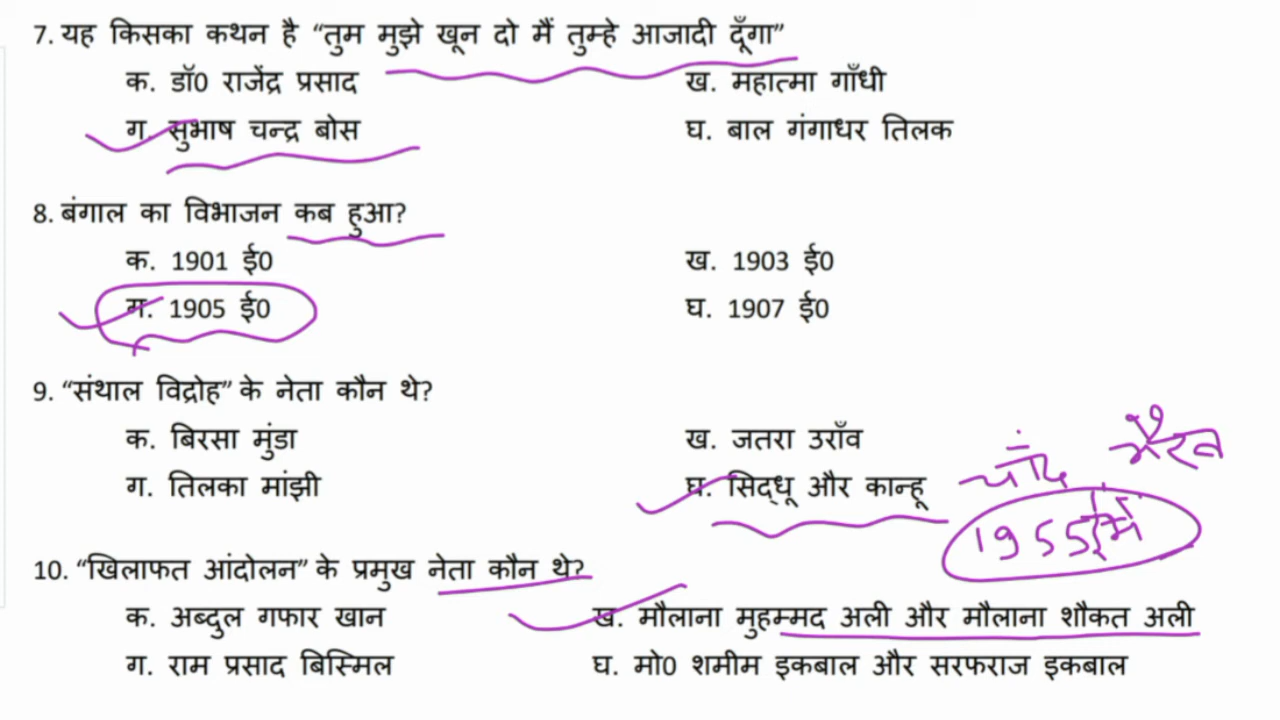 7. यह किसका कथन है “तुम मुझे खून दो मैं तुम्हे आजादी दूँगा”
क. डॉ0 राजेंद्र प्रसाद ख. महात्मा गाँधी
ग. सुभाष चन्द्र बोस घ. बाल गंगाधर तिलक
8. बंगाल का विभाजन कब हुआ?
क. 1901 ई0 ख. 1903 ई0
ग. 1905 ई0 घ. 1907 ई0
9. “संथाल विद्रोह” के नेता कौन थे?
क. बिरसा मुंडा ख. जतरा उराँव
ग. तिलका मांझी घ. सिद्धू और कान्हू
चाँद भैरव
1955 ई में
10. “खिलाफत आंदोलन” के प्रमुख नेता कौन थे?
क. अब्दुल गफार खान ख. मौलाना मुहम्मद अली और मौलाना शौकत अली
ग. राम प्रसाद बिस्मिल घ. मो0 शमीम इकबाल और सरफराज इकबाल